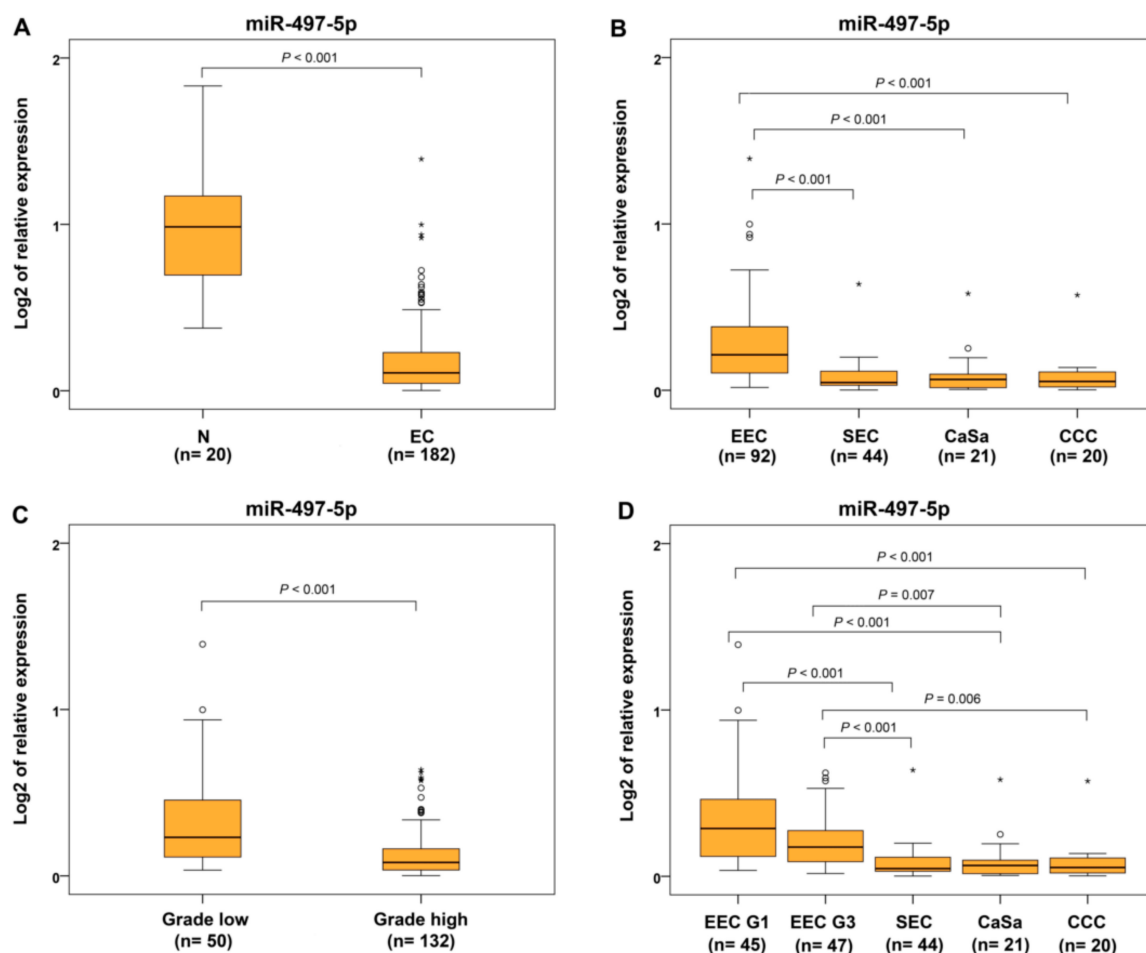 A
miR-497-5p
P < 0.001
2
1
0
Log2 of relative expression
N
(n= 20)
EC
(n= 182)
B
miR-497-5p
P < 0.001
P < 0.001
P < 0.001
2
1
0
Log2 of relative expression
EEC
(n= 92)
SEC
(n= 44)
CaSa
(n= 21)
CCC
(n= 20)
C
miR-497-5p
P < 0.001
2
1
0
Log2 of relative expression
Grade low
(n= 50)
Grade high
(n= 132)
D
miR-497-5p
P < 0.001
P = 0.007
P < 0.001
P < 0.001
P = 0.006
P < 0.001
2
1
0
Log2 of relative expression
EEC G1
(n= 45)
EEC G3
(n= 47)
SEC
(n= 44)
CaSa
(n= 21)
CCC
(n= 20)